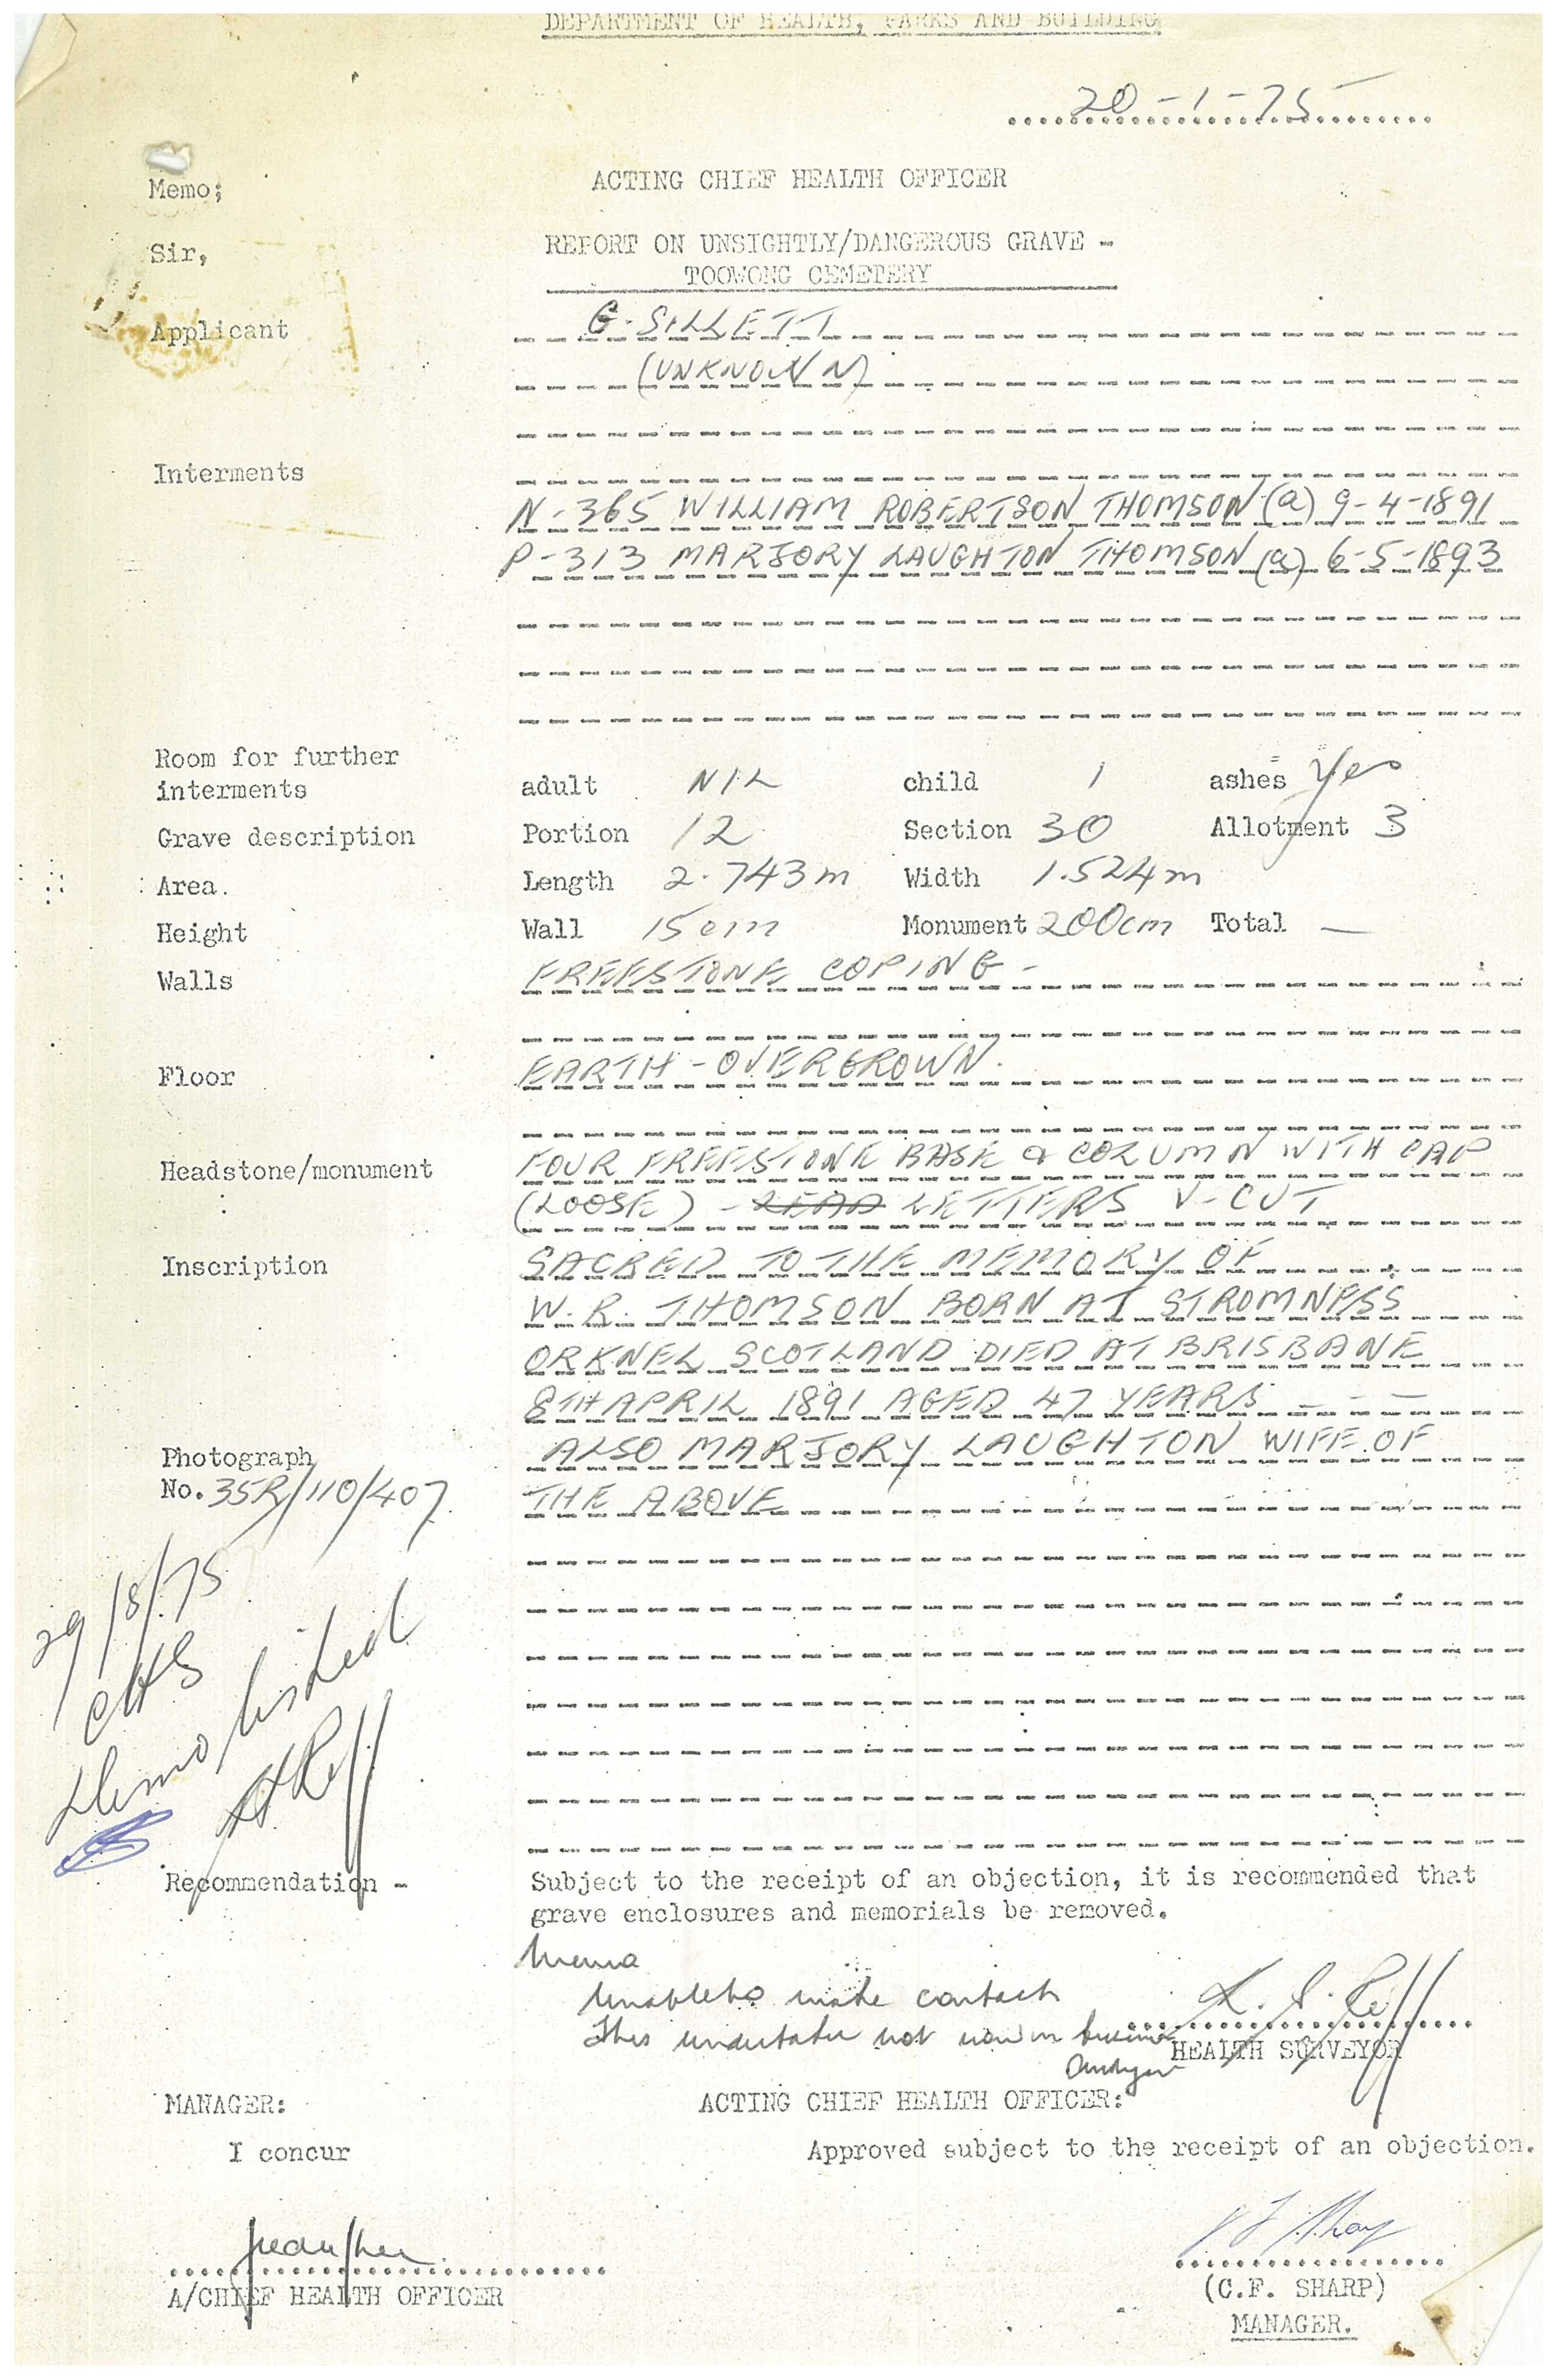 DEPARTMENT OF HEALTH, PARKS AND BUILDING
20-1-75
Memo; ACTING CHIEF HEALTH OFFICER
Sir, REPORT ON UNSIGHTLY/DANGEROUS GRAVE -
TOOWONG CEMETERY
Applicant G. SILLETT
(UNKNOWN)
Interments
N-365 WILLIAM ROBERTSON THOMSON (a) 9-4-1891
P-313 MARJORY LAUGHTON THOMSON (a) 6-5-1893
Room for further
interments adult NIL child 1 ashes Yes
Grave description Portion 12 Section 30 Allotment 3
Area. Length 2.743m Width 1.524m
Height Wall 15cm Monument 200cm Total —
Walls FREESTONE COPING -
Floor EARTH - OVERGROWN.
Headstone/monument FOUR FREESTONE BASE & COLUMN WITH CAP
(LOOSE) - LEAD LETTERS V-CUT
Inscription SACRED TO THE MEMORY OF
W.R. THOMSON BORN AT STROMNESS
ORKNEL SCOTLAND DIED AT BRISBANE
8TH APRIL 1891 AGED 47 YEARS - - -
ALSO MARJORY LAUGHTON WIFE OF
Photograph
No. 35R/110/407 THE ABOVE
29/8/75
CHS
Demolished
Recommendation - Subject to the receipt of an objection, it is recommended that
grave enclosures and memorials be removed.
Memo
Unable to make contact
This undertaker not now in
HEALTH SURVEYOR
MANAGER: ACTING CHIEF HEALTH OFFICER:
I concur Approved subject to the receipt of an objection.
A/CHIEF HEALTH OFFICER (C.F. SHARP)
MANAGER.